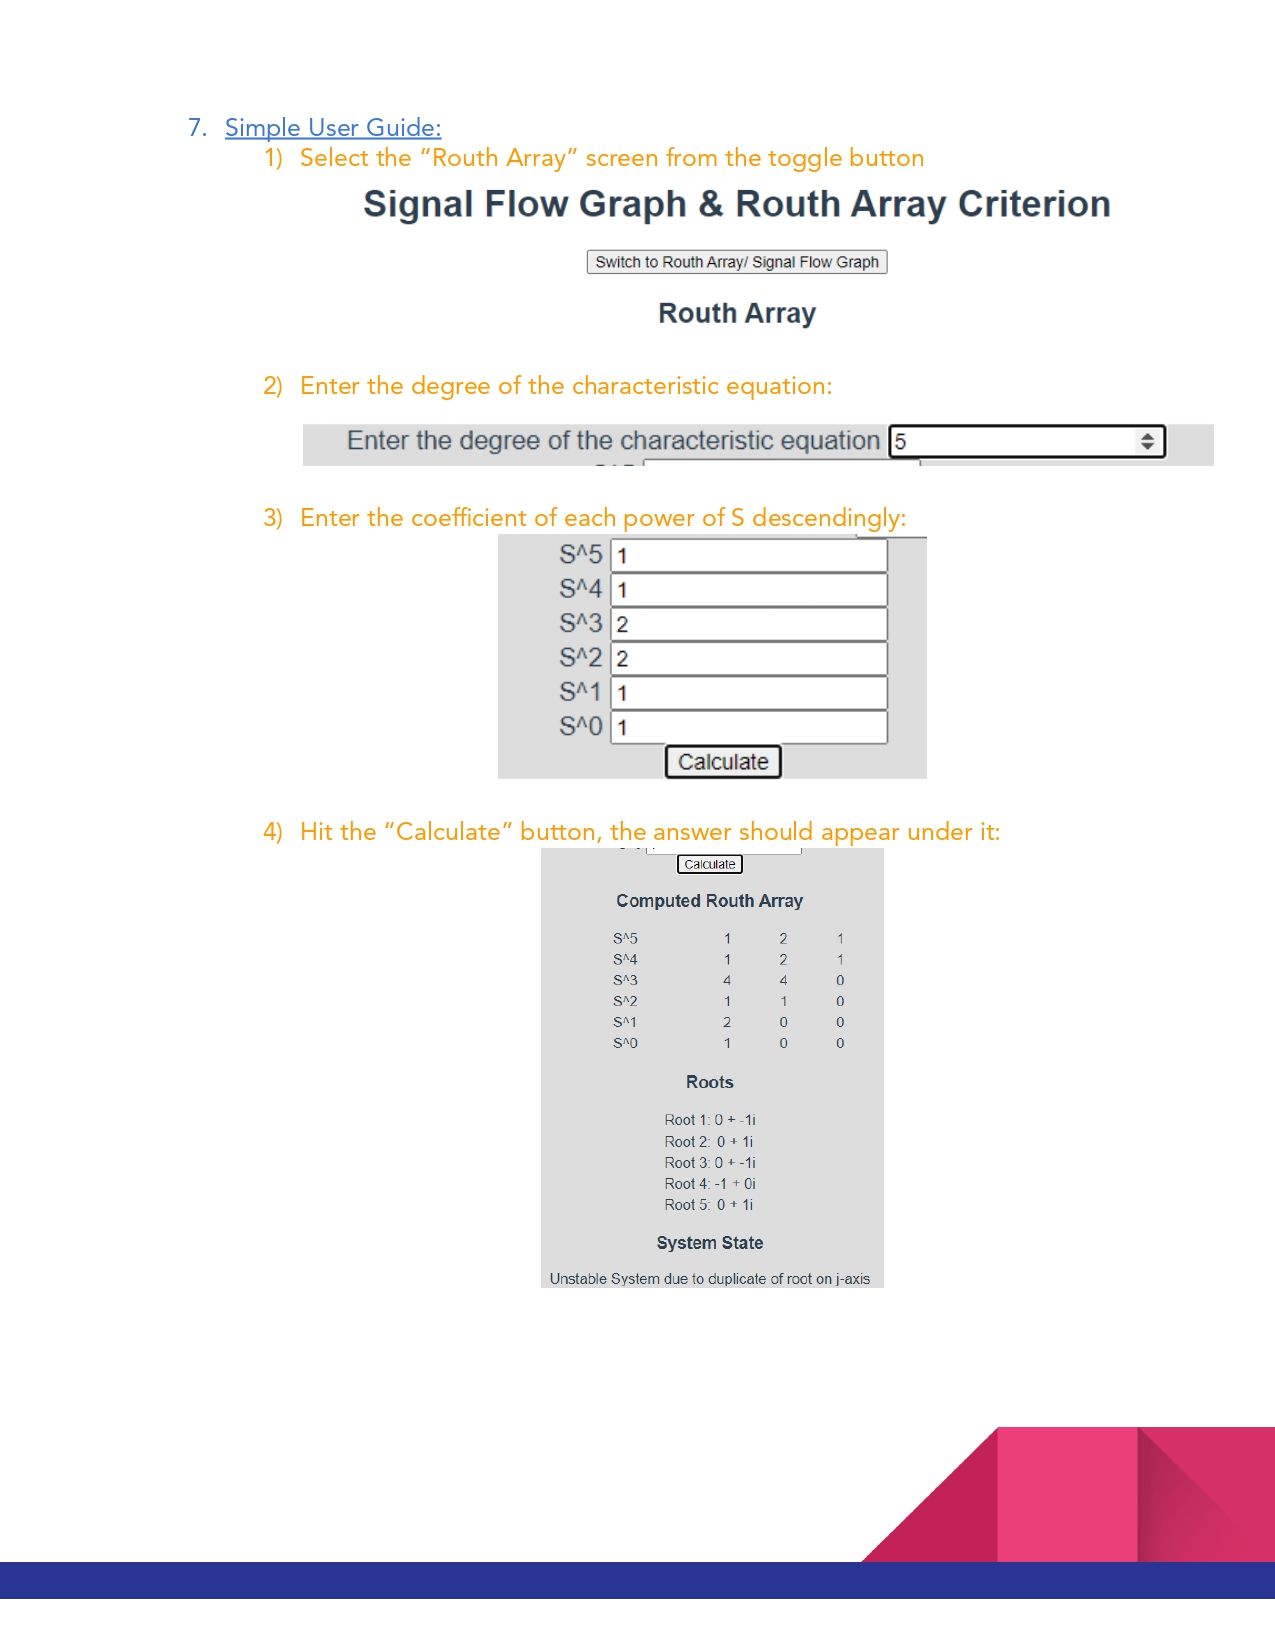 7. Simple User Guide:
1) Select the “Routh Array” screen from the toggle button
Signal Flow Graph & Routh Array Criterion
Switch to Routh Array/ Signal Flow Graph
Routh Array
2) Enter the degree of the characteristic equation:
Enter the degree of the characteristic equation 5
3) Enter the coefficient of each power of S descendingly:
S^5 1
S^4 1
S^3 2
S^2 2
S^1 1
S^0 1
Calculate
4) Hit the “Calculate” button, the answer should appear under it:
Calculate
Computed Routh Array
S^5 1 2 1
S^4 1 2 1
S^3 4 4 0
S^2 1 1 0
S^1 2 0 0
S^0 1 0 0
Roots
Root 1: 0 + -1i
Root 2: 0 + 1i
Root 3: 0 + -1i
Root 4: -1 + 0i
Root 5: 0 + 1i
System State
Unstable System due to duplicate of root on j-axis